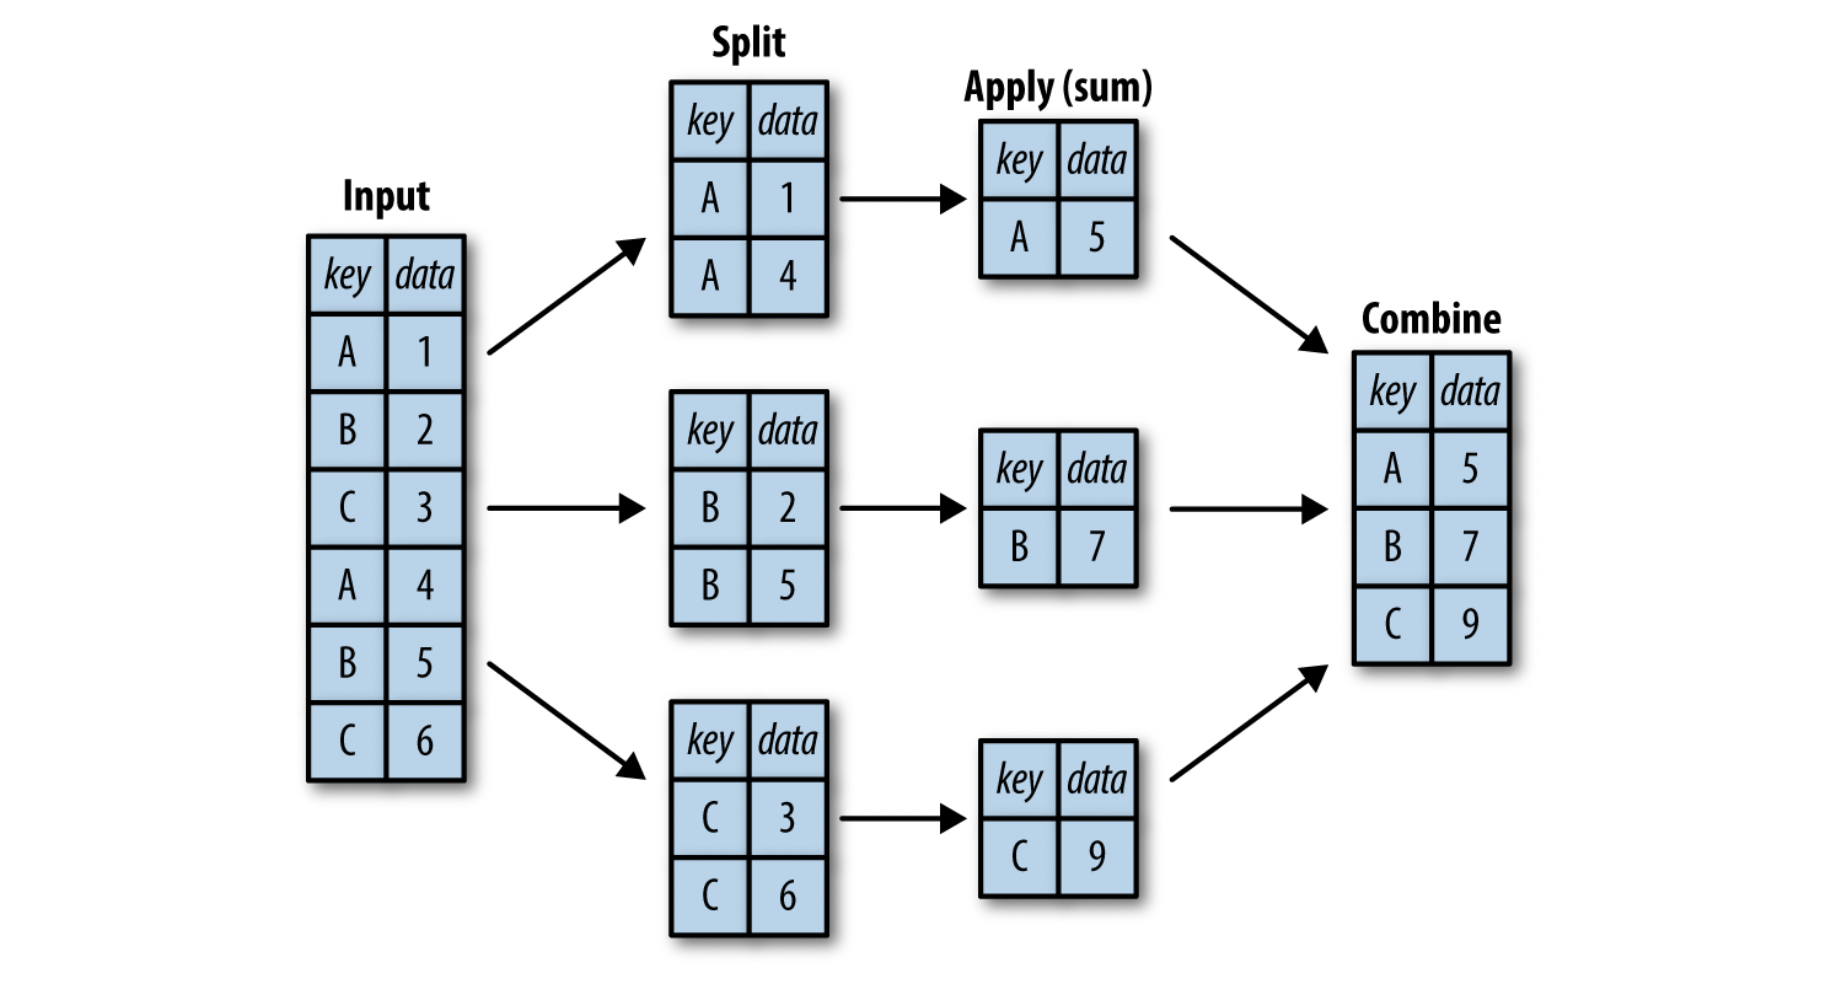 Input
key data
A 1
B 2
C 3
A 4
B 5
C 6
Split
key data
A 1
A 4
key data
B 2
B 5
key data
C 3
C 6
Apply (sum)
key data
A 5
key data
B 7
key data
C 9
Combine
key data
A 5
B 7
C 9